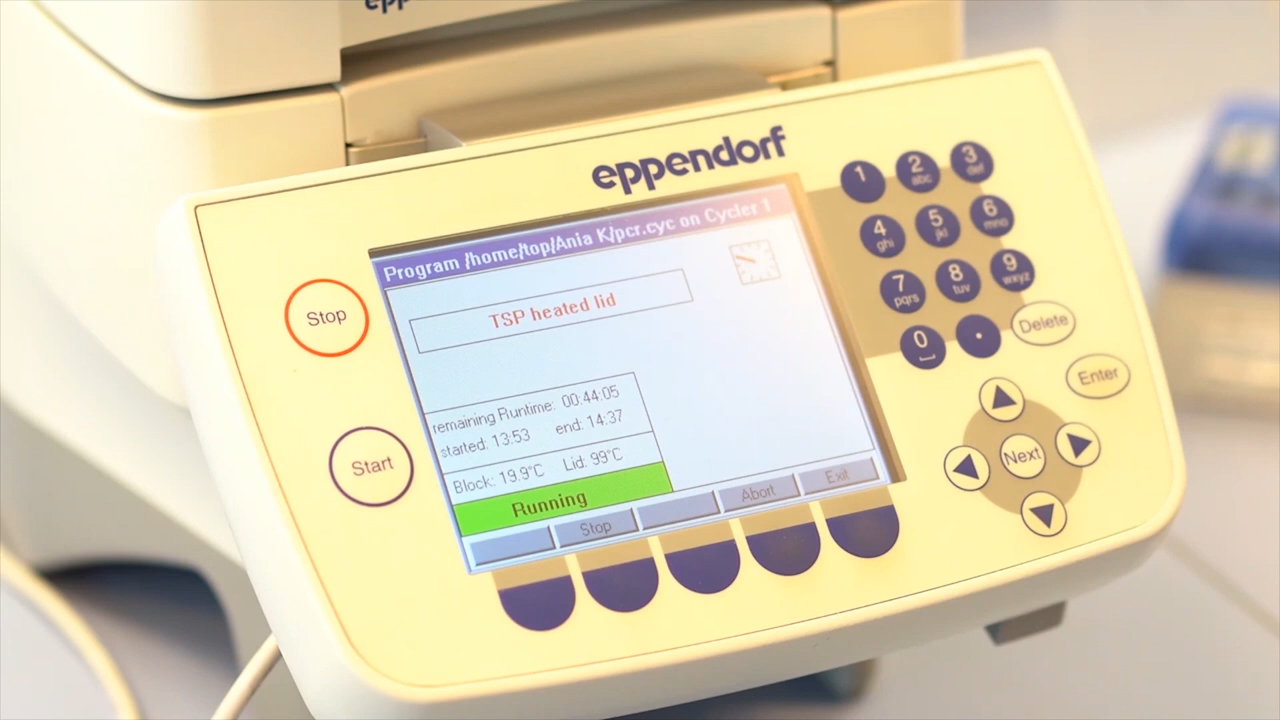 epp
eppendorf
Program /home/top/Ania K/pcr.cyc on Cycler 1
TSP heated lid
remaining Runtime: 00:44:05
started: 13:53 end: 14:37
Block: 19.9°C Lid: 99°C
Running
Stop Abort Exit
Stop
Start
1 2 abc 3 def
4 ghi 5 jkl 6 mno
7 pqrs 8 tuv 9 wxyz
0 . Delete
Enter
Next